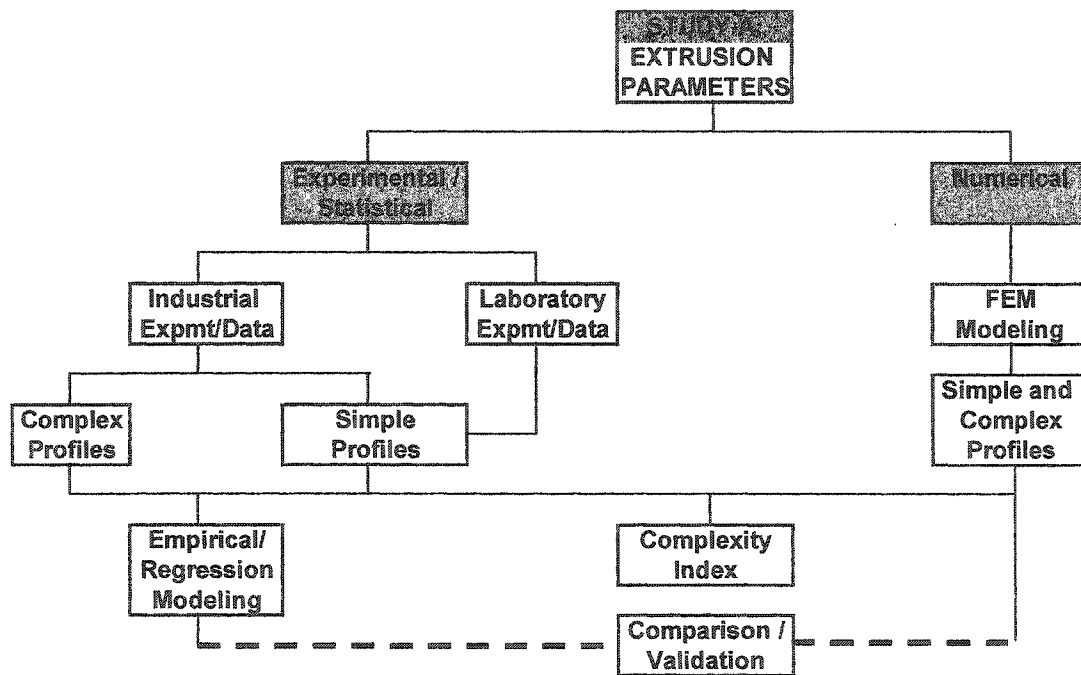 STUDY-A:
EXTRUSION
PARAMETERS
Experimental /
Statistical
Numerical
Industrial
Expmt/Data
Laboratory
Expmt/Data
FEM
Modeling
Complex
Profiles
Simple
Profiles
Simple and
Complex
Profiles
Empirical/
Regression
Modeling
Complexity
Index
Comparison /
Validation